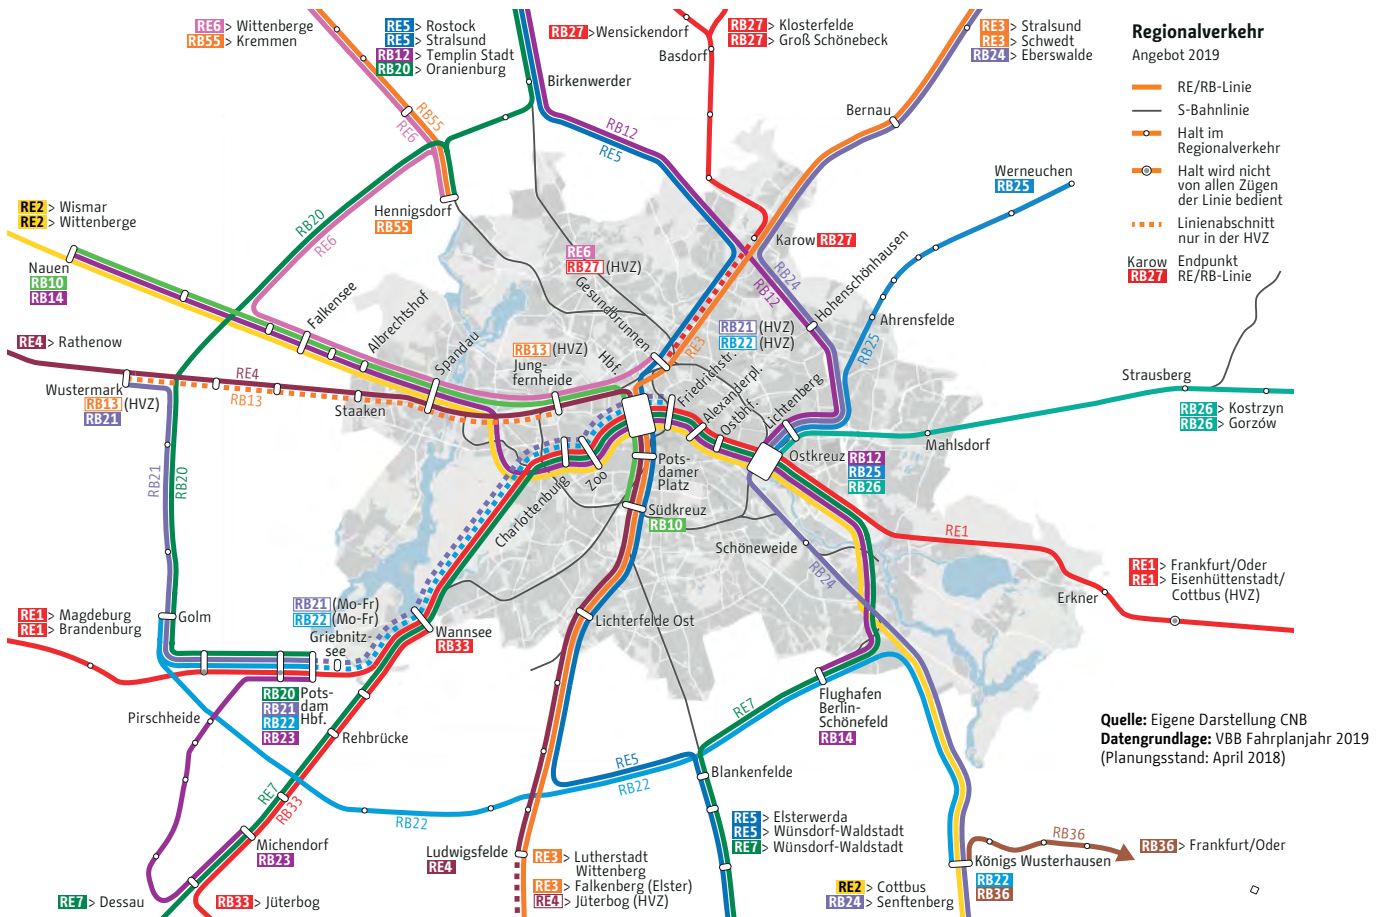 RE6 > Wittenberge
RB55 > Kremmen
RE5 > Rostock
RE5 > Stralsund
RB12 > Templin Stadt
RB20 > Oranienburg
RB27 > Wensickendorf
RB27 > Klosterfelde
RB27 > Groß Schönebeck
Basdorf
RE3 > Stralsund
RE3 > Schwedt
RB24 > Eberswalde
Regionalverkehr
Angebot 2019
RE/RB-Linie
S-Bahnlinie
Halt im
Regionalverkehr
Halt wird nicht
von allen Zügen
der Linie bedient
Linienabschnitt
nur in der HVZ
Karow Endpunkt
RB27 RE/RB-Linie
Birkenwerder
Bernau
RB55
RE6
RB12
RE5
Werneuchen
RB25
RE2 > Wismar
RE2 > Wittenberge
Hennigsdorf
RB55
RB20
RE6
Karow RB27
Nauen
RB10
RB14
RE6
RB27 (HVZ)
Gesundbrunnen
RB24
RB12
Hohenschönhausen
Falkensee
Albrechtshof
Spandau
RB21 (HVZ)
RB22 (HVZ)
RE3
Ahrensfelde
RB25
RE4 > Rathenow
RE4
RB13
Wustermark
RB13 (HVZ)
RB21
Staaken
RB13 (HVZ)
Jung-
fernheide
Hbf.
Friedrichstr.
Alexanderpl.
Ostbhf.
Lichtenberg
Strausberg
RB26 > Kostrzyn
RB26 > Gorzów
Mahlsdorf
Ostkreuz RB12
RB25
RB26
RB21
RB20
Charlottenburg
Zoo
Pots-
damer
Platz
Südkreuz
RB10
Schöneweide
RB24
RE1
RE1 > Frankfurt/Oder
RE1 > Eisenhüttenstadt/
Cottbus (HVZ)
Erkner
RE1 > Magdeburg
RE1 > Brandenburg
Golm
RB21 (Mo-Fr)
RB22 (Mo-Fr)
Griebnitz-
see
Wannsee
RB33
Lichterfelde Ost
RB20 Pots-
RB21 dam
RB22 Hbf.
RB23
Pirschheide
Rehbrücke
RE7
Flughafen
Berlin-
Schönefeld
RB14
Quelle: Eigene Darstellung CNB
Datengrundlage: VBB Fahrplanjahr 2019
(Planungsstand: April 2018)
RE5
RB22
Blankenfelde
RE7
RB33
RB22
Michendorf
RB23
Ludwigsfelde
RE4
RE5 > Elsterwerda
RE5 > Wünsdorf-Waldstadt
RE7 > Wünsdorf-Waldstadt
RB36
RB36 > Frankfurt/Oder
Königs Wusterhausen
RB22
RB36
RE3 > Lutherstadt
Wittenberg
RE3 > Falkenberg (Elster)
RE4 > Jüterbog (HVZ)
RE2 > Cottbus
RB24 > Senftenberg
RE7 > Dessau
RB33 > Jüterbog